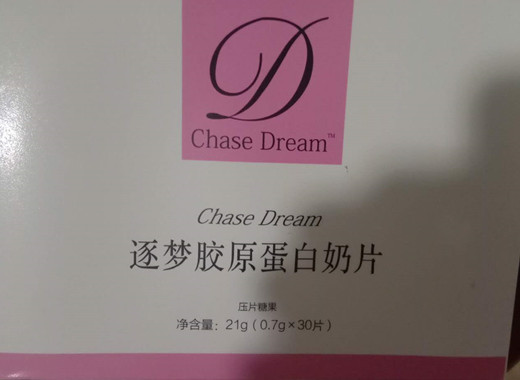 D
Chase Dream™
Chase Dream
逐梦胶原蛋白奶片
压片糖果
净含量：21g（0.7g×30片）